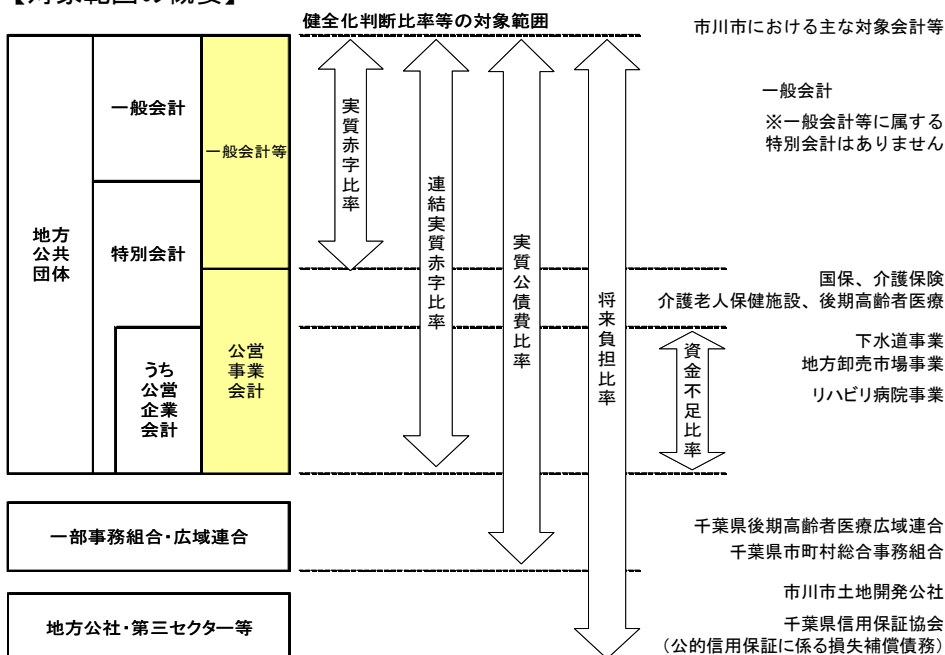 【対象範囲の概要】
健全化判断比率等の対象範囲
市川市における主な対象会計等
地方
公共
団体
一般会計
特別会計
うち
公営
企業
会計
一般会計等
公営
事業
会計
実質赤字比率
連結実質赤字比率
実質公債費比率
将来負担比率
資金不足比率
一般会計
※一般会計等に属する
特別会計はありません
国保、介護保険
介護老人保健施設、後期高齢者医療
下水道事業
地方卸売市場事業
リハビリ病院事業
一部事務組合・広域連合
千葉県後期高齢者医療広域連合
千葉県市町村総合事務組合
地方公社・第三セクター等
市川市土地開発公社
千葉県信用保証協会
（公的信用保証に係る損失補償債務）